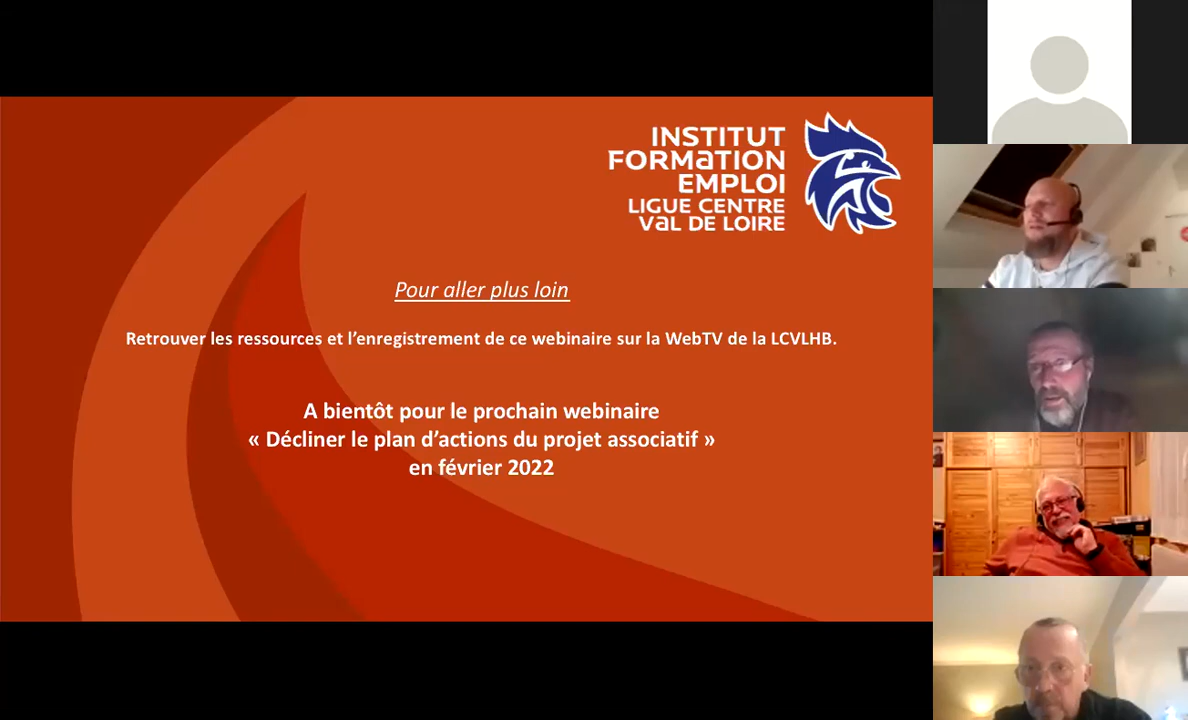 INSTITUT
FORMATION
EMPLOI
LIGUE CENTRE
VAL DE LOIRE
Pour aller plus loin
Retrouver les ressources et l’enregistrement de ce webinaire sur la WebTV de la LCVLHB.
A bientôt pour le prochain webinaire
« Décliner le plan d’actions du projet associatif »
en février 2022